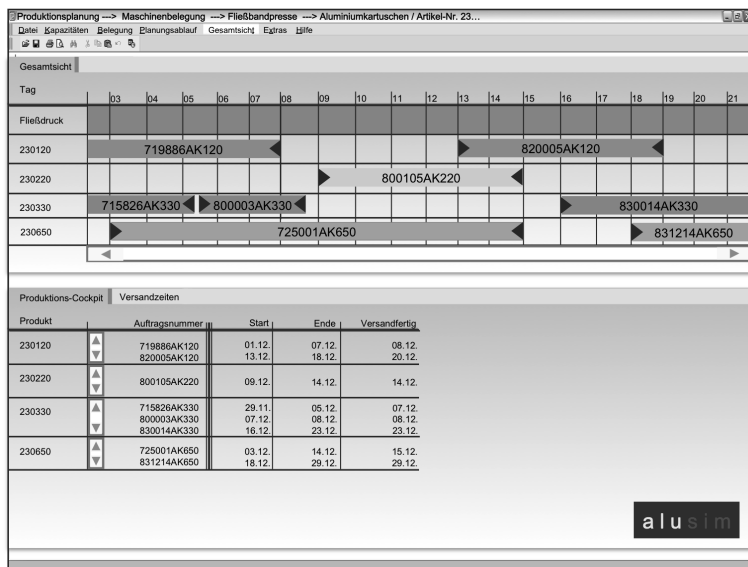 Produktionsplanung ---> Maschinenbelegung ---> Fließbandpresse ---> Aluminiumkartuschen / Artikel-Nr. 23…
Datei Kapazitäten Belegung Planungsablauf Gesamtsicht Extras Hilfe
Gesamtsicht
Tag 03 04 05 06 07 08 09 10 11 12 13 14 15 16 17 18 19 20 21
Fließdruck
230120 719886AK120 820005AK120
230220 800105AK220
230330 715826AK330 800003AK330 830014AK330
230650 725001AK650 831214AK650
Produktions-Cockpit Versandzeiten
Produkt Auftragsnummer Start Ende Versandfertig
230120 719886AK120 01.12. 07.12. 08.12.
820005AK120 13.12. 18.12. 20.12.
230220 800105AK220 09.12. 14.12. 14.12.
230330 715826AK330 29.11. 05.12. 07.12.
800003AK330 07.12. 08.12. 08.12.
830014AK330 16.12. 23.12. 23.12.
230650 725001AK650 03.12. 14.12. 15.12.
831214AK650 18.12. 29.12. 29.12.
alusim